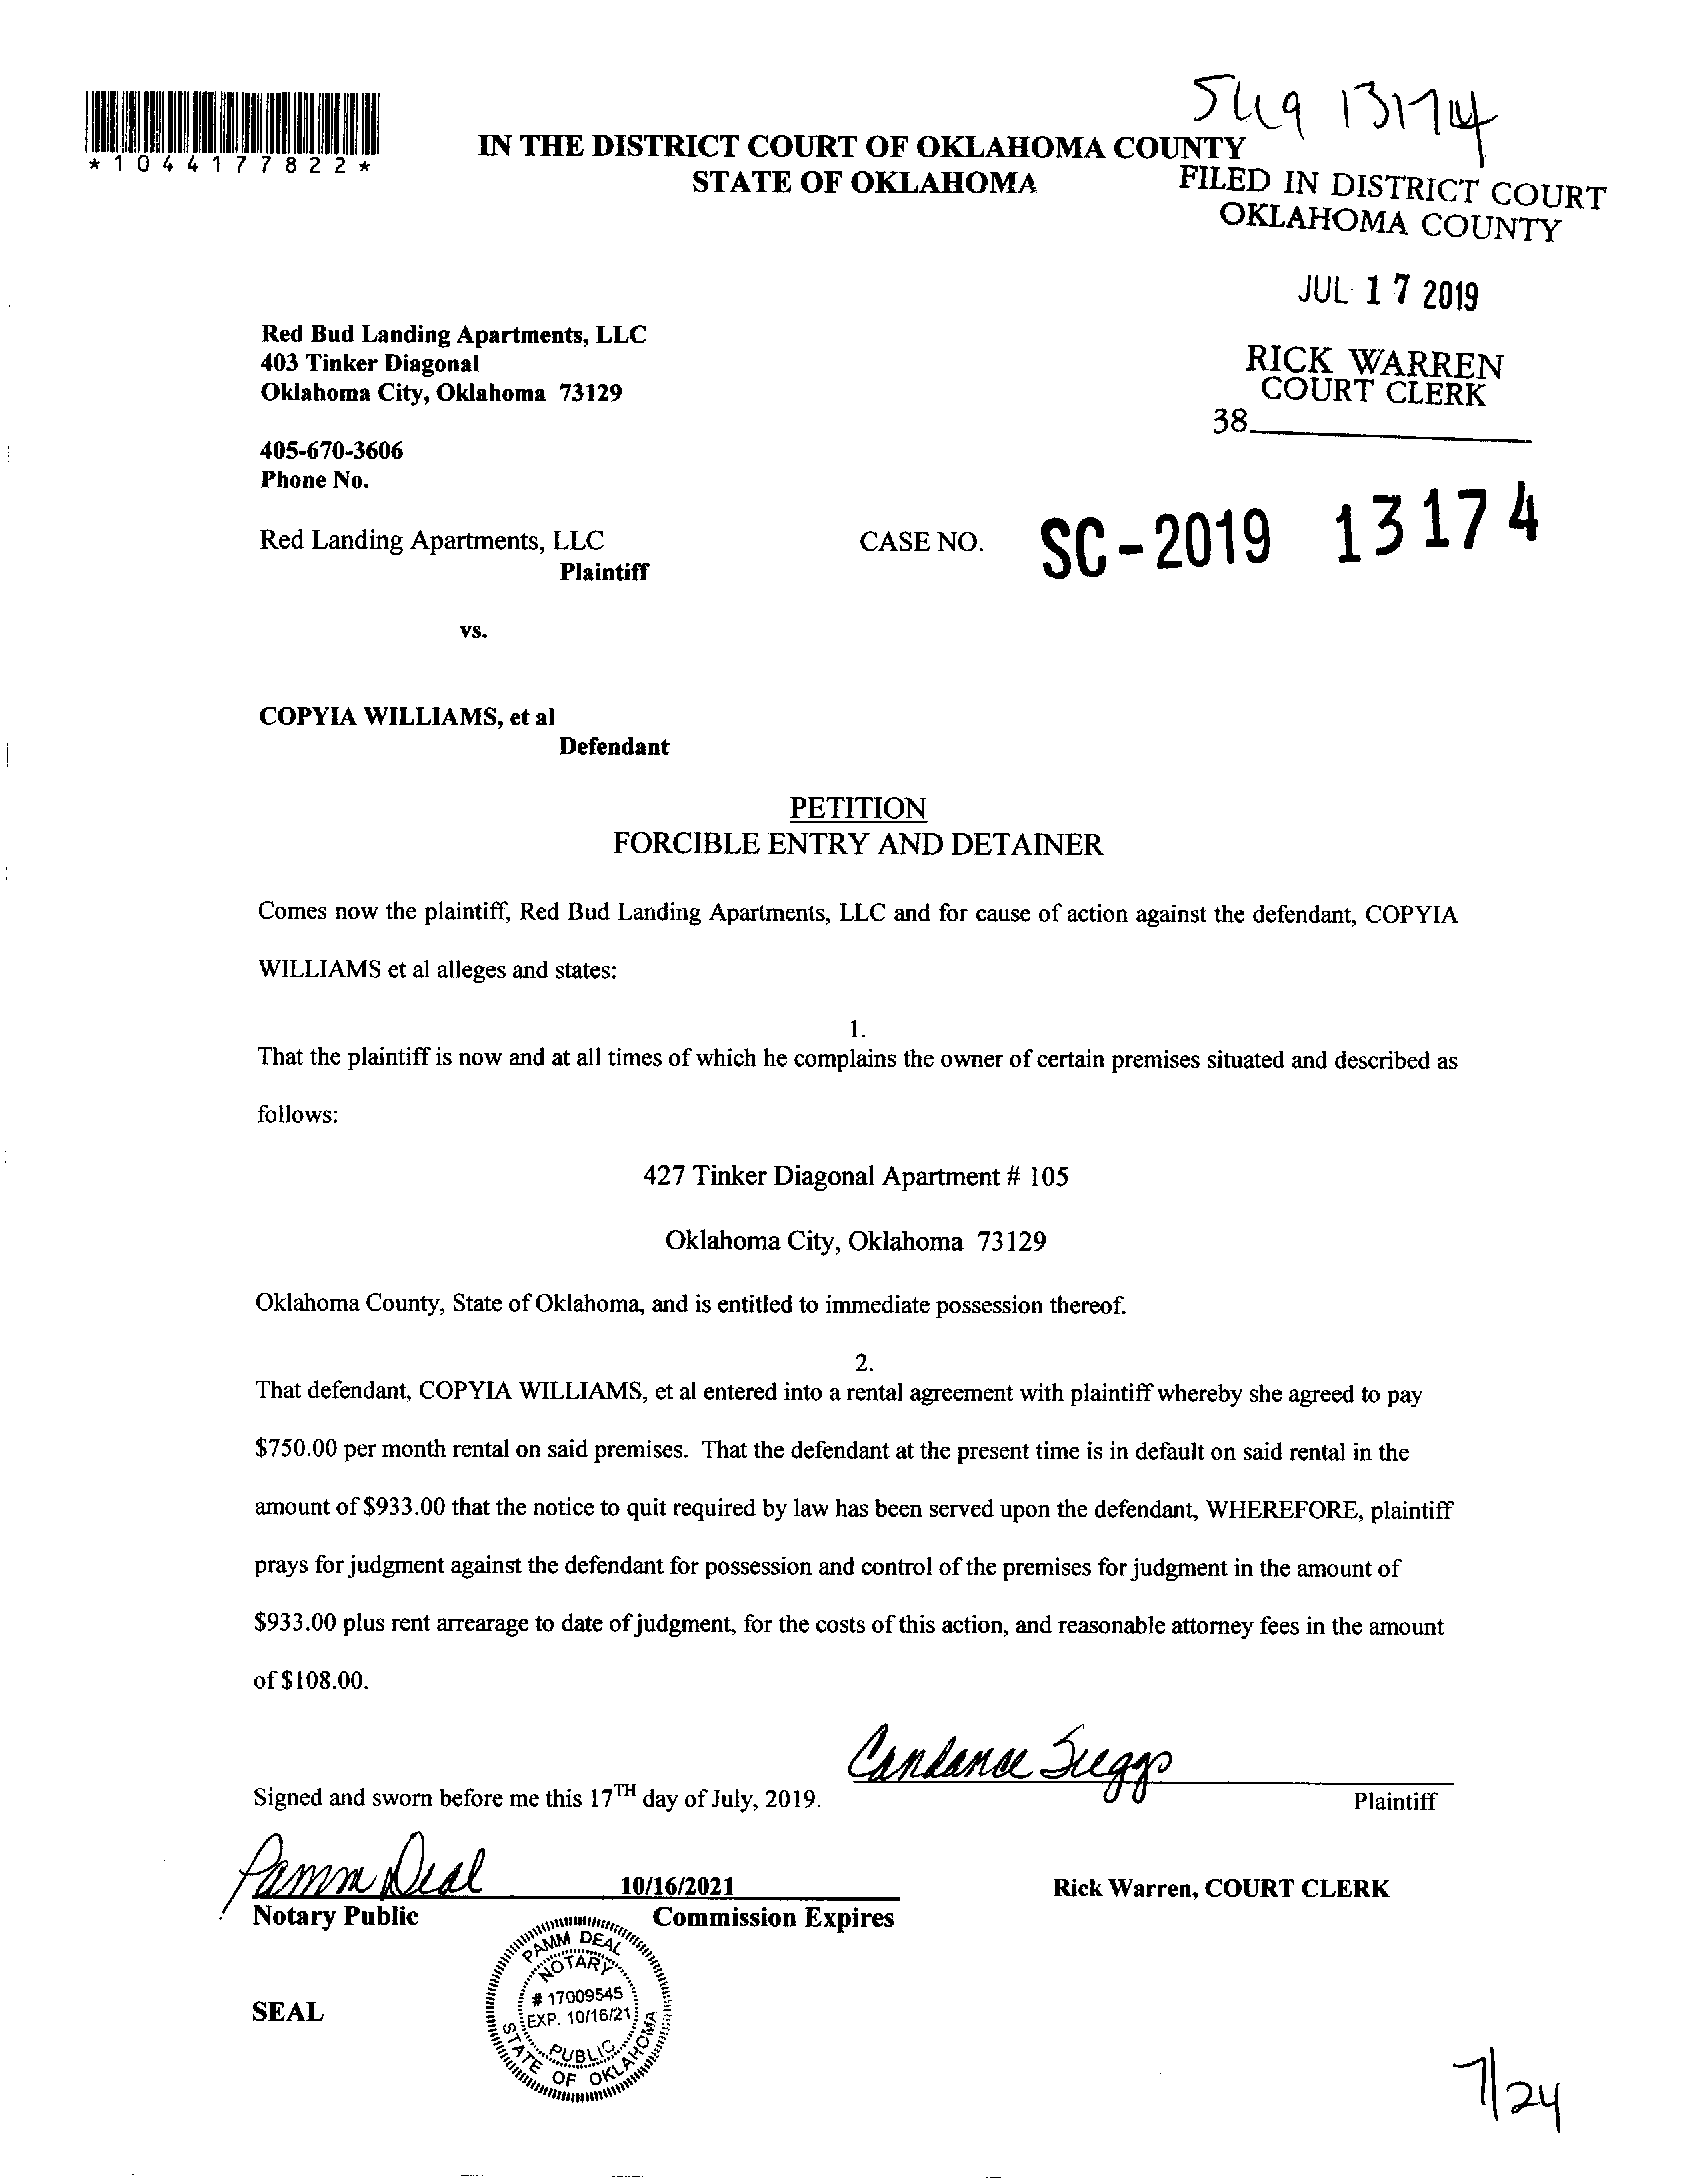 *1044177822*
IN THE DISTRICT COURT OF OKLAHOMA COUNTY
STATE OF OKLAHOMA
13174
FILED IN DISTRICT COURT
OKLAHOMA COUNTY
JUL 17 2019
RICK WARREN
COURT CLERK
38
Red Bud Landing Apartments, LLC
403 Tinker Diagonal
Oklahoma City, Oklahoma 73129
405-670-3606
Phone No.
Red Landing Apartments, LLC
Plaintiff
CASE NO. SC-2019 13174
vs.
COPYIA WILLIAMS, et al
Defendant
PETITION
FORCIBLE ENTRY AND DETAINER
Comes now the plaintiff, Red Bud Landing Apartments, LLC and for cause of action against the defendant, COPYIA
WILLIAMS et al alleges and states:
1.
That the plaintiff is now and at all times of which he complains the owner of certain premises situated and described as
follows:
427 Tinker Diagonal Apartment # 105
Oklahoma City, Oklahoma 73129
Oklahoma County, State of Oklahoma, and is entitled to immediate possession thereof.
2.
That defendant, COPYIA WILLIAMS, et al entered into a rental agreement with plaintiff whereby she agreed to pay
$750.00 per month rental on said premises. That the defendant at the present time is in default on said rental in the
amount of $933.00 that the notice to quit required by law has been served upon the defendant, WHEREFORE, plaintiff
prays for judgment against the defendant for possession and control of the premises for judgment in the amount of
$933.00 plus rent arrearage to date of judgment, for the costs of this action, and reasonable attorney fees in the amount
of $108.00.
Candance Suggs
Signed and sworn before me this 17TH day of July, 2019.
Plaintiff
Pamm Deal
10/16/2021
Rick Warren, COURT CLERK
Notary Public
Commission Expires
SEAL
PAMM DEAL
NOTARY
# 17009545
EXP. 10/16/21
PUBLIC
STATE OF OKLAHOMA
7/24